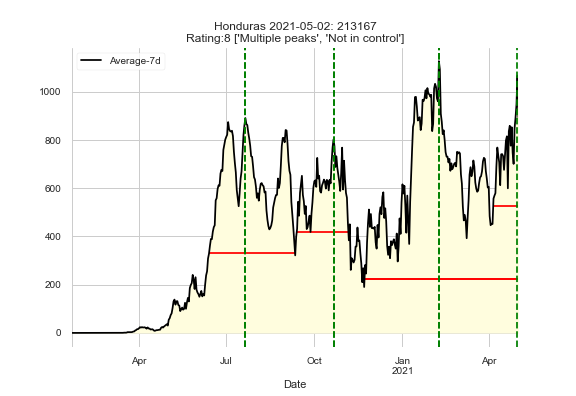 Honduras 2021-05-02: 213167
Rating:8 ['Multiple peaks', 'Not in control']
Average-7d
1000
800
600
400
200
0
Apr
Jul
Oct
Jan
2021
Apr
Date